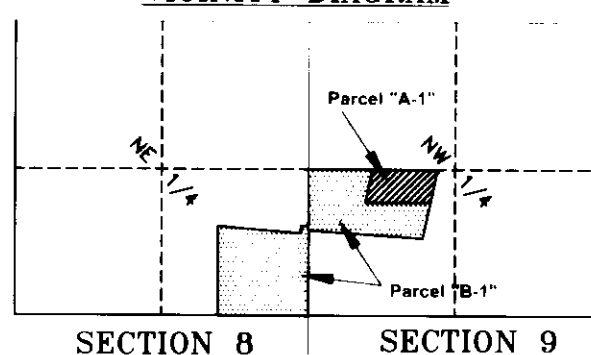 Parcel "A-1"
NE 1/4
NW 1/4
Parcel "B-1"
SECTION 8
SECTION 9